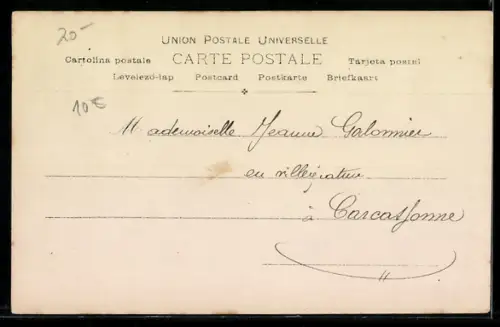 20-
UNION POSTALE UNIVERSELLE
Cartolina postale CARTE POSTALE Tarjeta postal
Levelező-lap Postcard Postkarte Briefkaart
10€
Mademoiselle Jeanne Galonnier
en villégiature
à Carcassonne